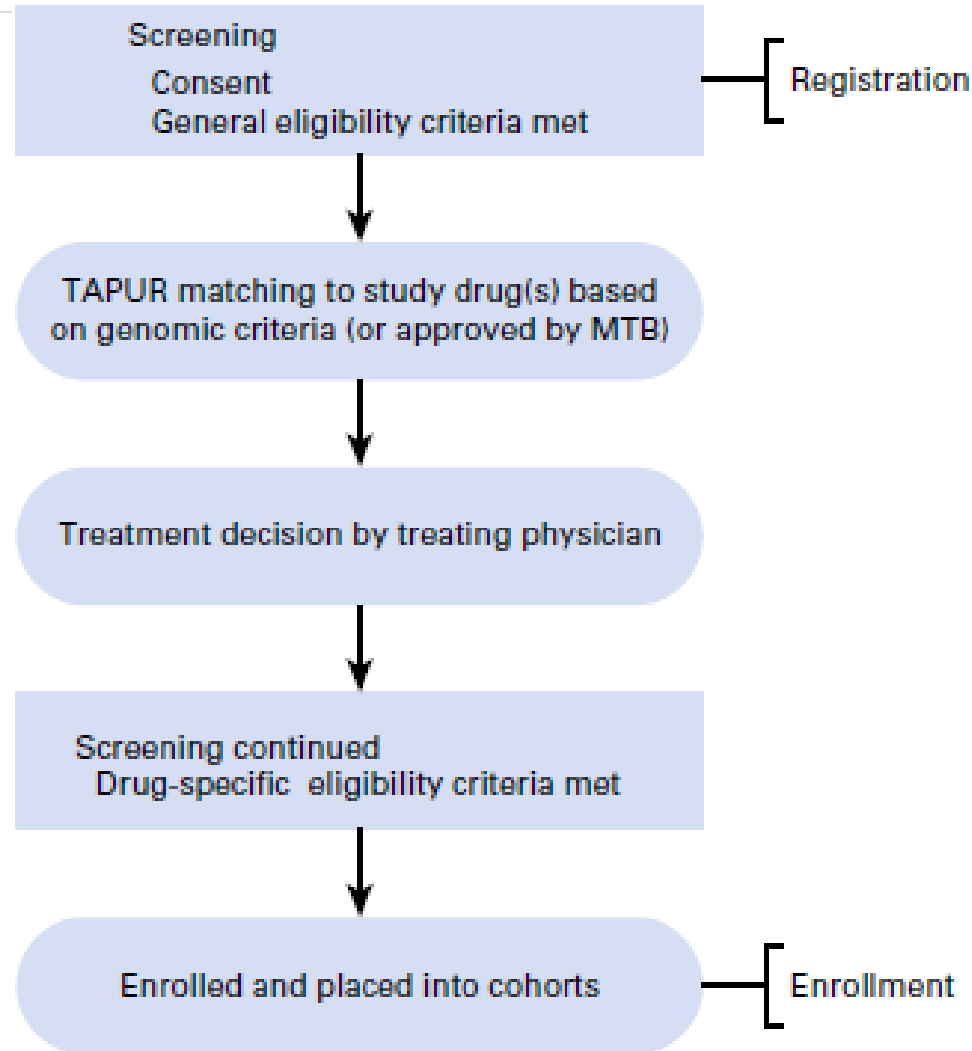 Screening
Consent
General eligibility criteria met
Registration
TAPUR matching to study drug(s) based
on genomic criteria (or approved by MTB)
Treatment decision by treating physician
Screening continued
Drug-specific eligibility criteria met
Enrolled and placed into cohorts
Enrollment